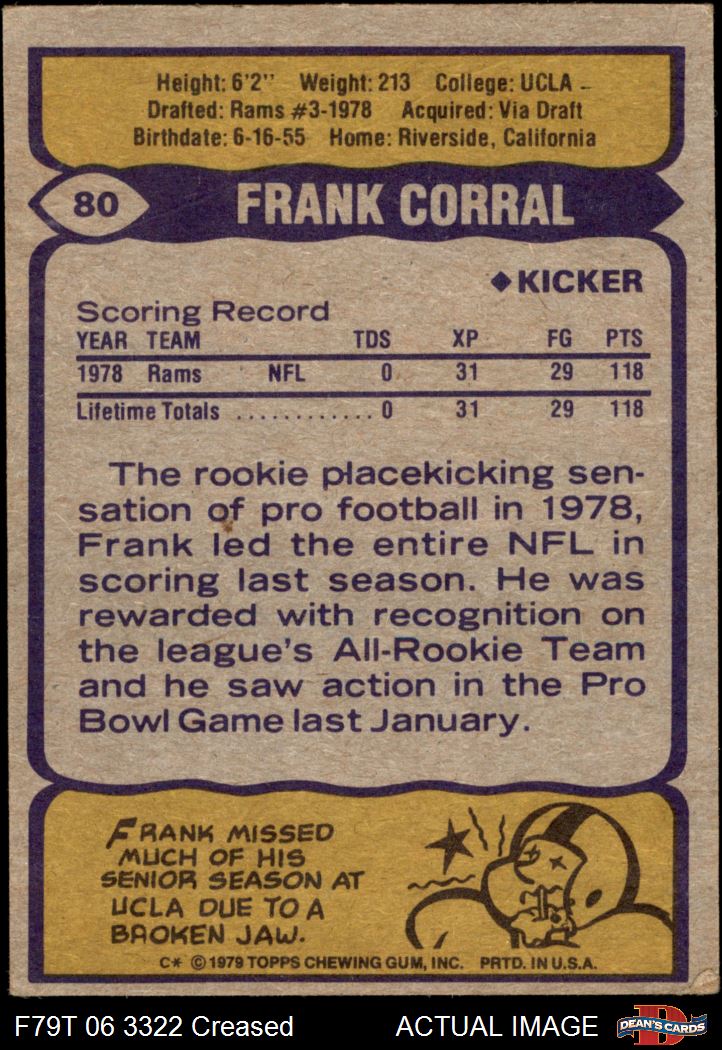 Height: 6'2" Weight: 213 College: UCLA
Drafted: Rams #3-1978 Acquired: Via Draft
Birthdate: 6-16-55 Home: Riverside, California
80 FRANK CORRAL
◆KICKER
Scoring Record
YEAR TEAM TDS XP FG PTS
1978 Rams NFL 0 31 29 118
Lifetime Totals ............ 0 31 29 118
The rookie placekicking sen-
sation of pro football in 1978,
Frank led the entire NFL in
scoring last season. He was
rewarded with recognition on
the league's All-Rookie Team
and he saw action in the Pro
Bowl Game last January.
FRANK MISSED
MUCH OF HIS
SENIOR SEASON AT
UCLA DUE TO A
BROKEN JAW.
C* © 1979 TOPPS CHEWING GUM, INC. PRTD. IN U.S.A.
F79T 06 3322 Creased ACTUAL IMAGE D DEAN'S CARDS